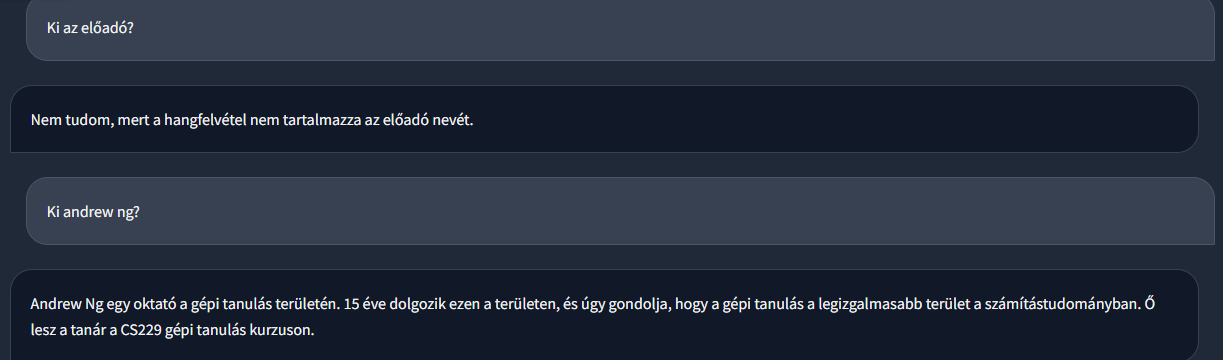 Ki az előadó?
Nem tudom, mert a hangfelvétel nem tartalmazza az előadó nevét.
Ki andrew ng?
Andrew Ng egy oktató a gépi tanulás területén. 15 éve dolgozik ezen a területen, és úgy gondolja, hogy a gépi tanulás a legizgalmasabb terület a számítástudományban. Ő
lesz a tanár a CS229 gépi tanulás kurzuson.